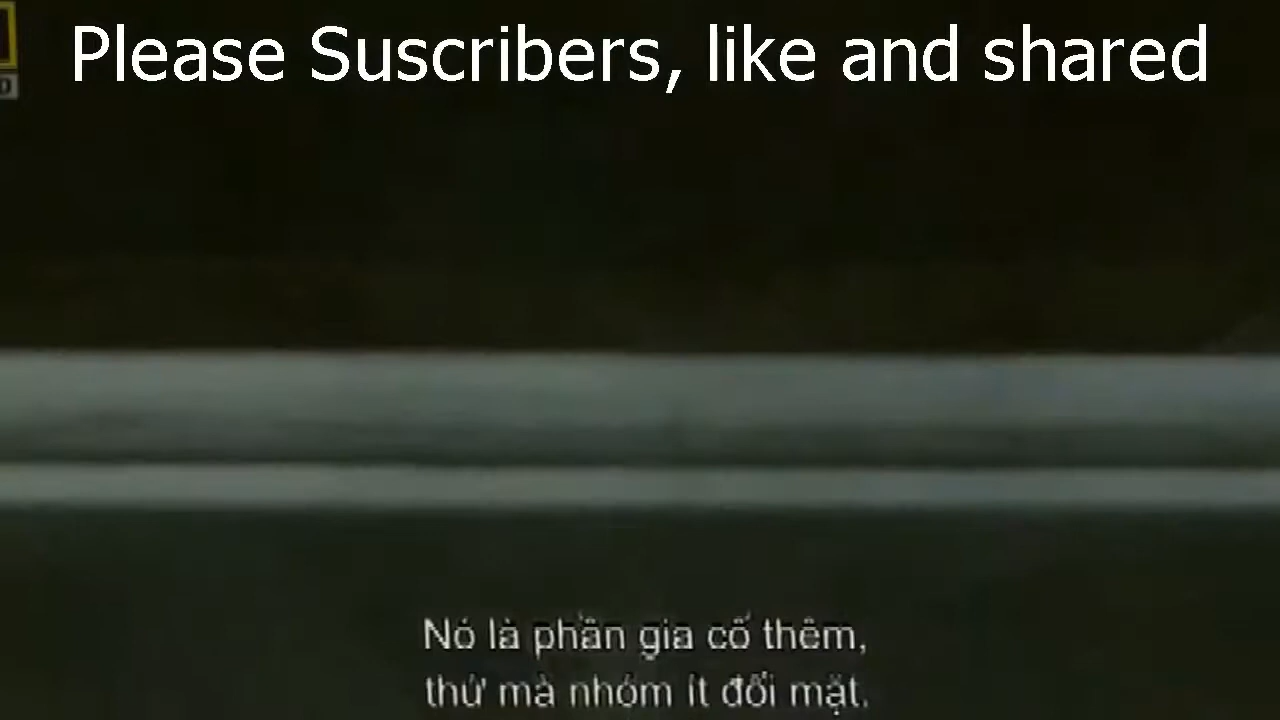 Please Suscribers, like and shared
D
Nó là phần gia cố thêm,
thứ mà nhóm ít đối mặt.